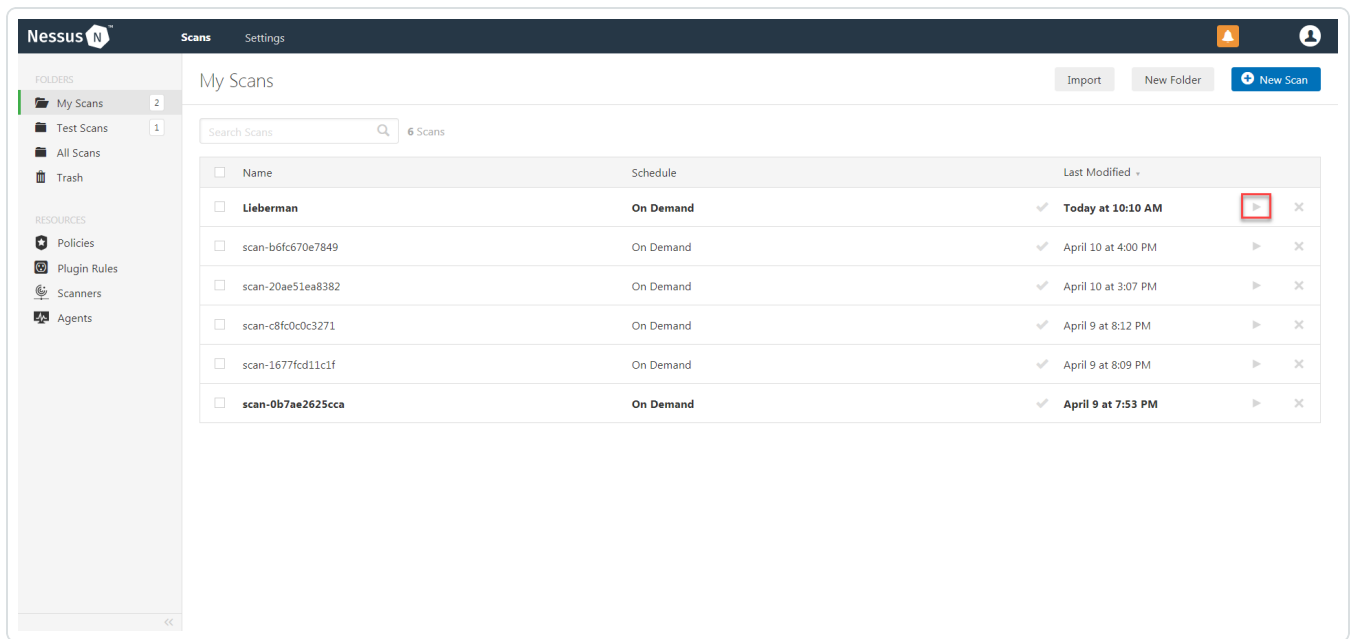 Nessus N ™ Scans Settings
FOLDERS
My Scans 2
Test Scans 1
All Scans
Trash
RESOURCES
Policies
Plugin Rules
Scanners
Agents
My Scans Import New Folder New Scan
Search Scans 6 Scans
Name Schedule Last Modified
Lieberman On Demand Today at 10:10 AM
scan-b6fc670e7849 On Demand April 10 at 4:00 PM
scan-20ae51ea8382 On Demand April 10 at 3:07 PM
scan-c8fc0c0c3271 On Demand April 9 at 8:12 PM
scan-1677fcd11c1f On Demand April 9 at 8:09 PM
scan-0b7ae2625cca On Demand April 9 at 7:53 PM